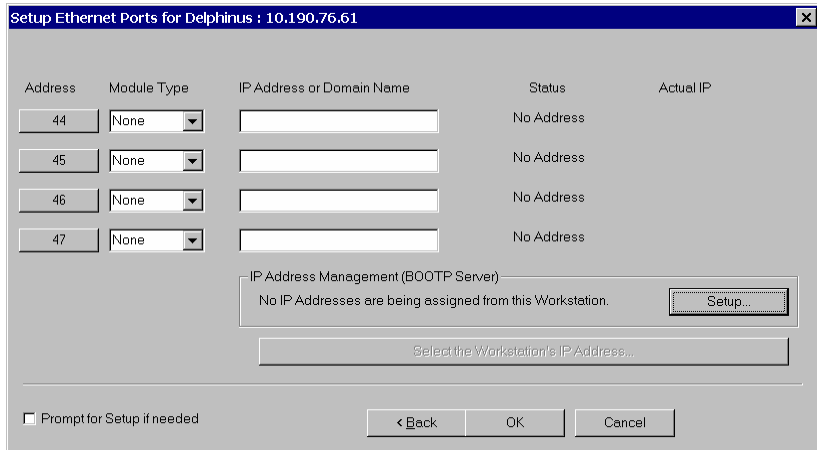 Setup Ethernet Ports for Delphinus : 10.190.76.61
Address Module Type IP Address or Domain Name Status Actual IP
44 None No Address
45 None No Address
46 None No Address
47 None No Address
IP Address Management (BOOTP Server)
No IP Addresses are being assigned from this Workstation. Setup...
Select the Workstation's IP Address...
Prompt for Setup if needed < Back OK Cancel